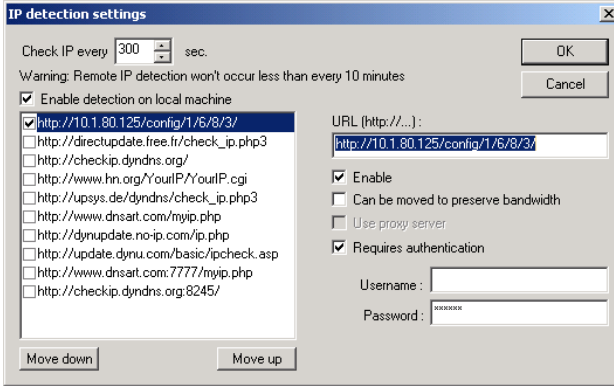 IP detection settings
Check IP every 300 sec.
OK
Warning: Remote IP detection won't occur less than every 10 minutes
Cancel
Enable detection on local machine
http://10.1.80.125/config/1/6/8/3/
http://directupdate.free.fr/check_ip.php3
http://checkip.dyndns.org/
http://www.hn.org/YourIP/YourIP.cgi
http://upsys.de/dyndns/check_ip.php3
http://www.dnsart.com/myip.php
http://dynupdate.no-ip.com/ip.php
http://update.dynu.com/basic/ipcheck.asp
http://www.dnsart.com:7777/myip.php
http://checkip.dyndns.org:8245/
Move down
Move up
URL (http://...) :
http://10.1.80.125/config/1/6/8/3/
Enable
Can be moved to preserve bandwidth
Use proxy server
Requires authentication
Username :
Password : ******